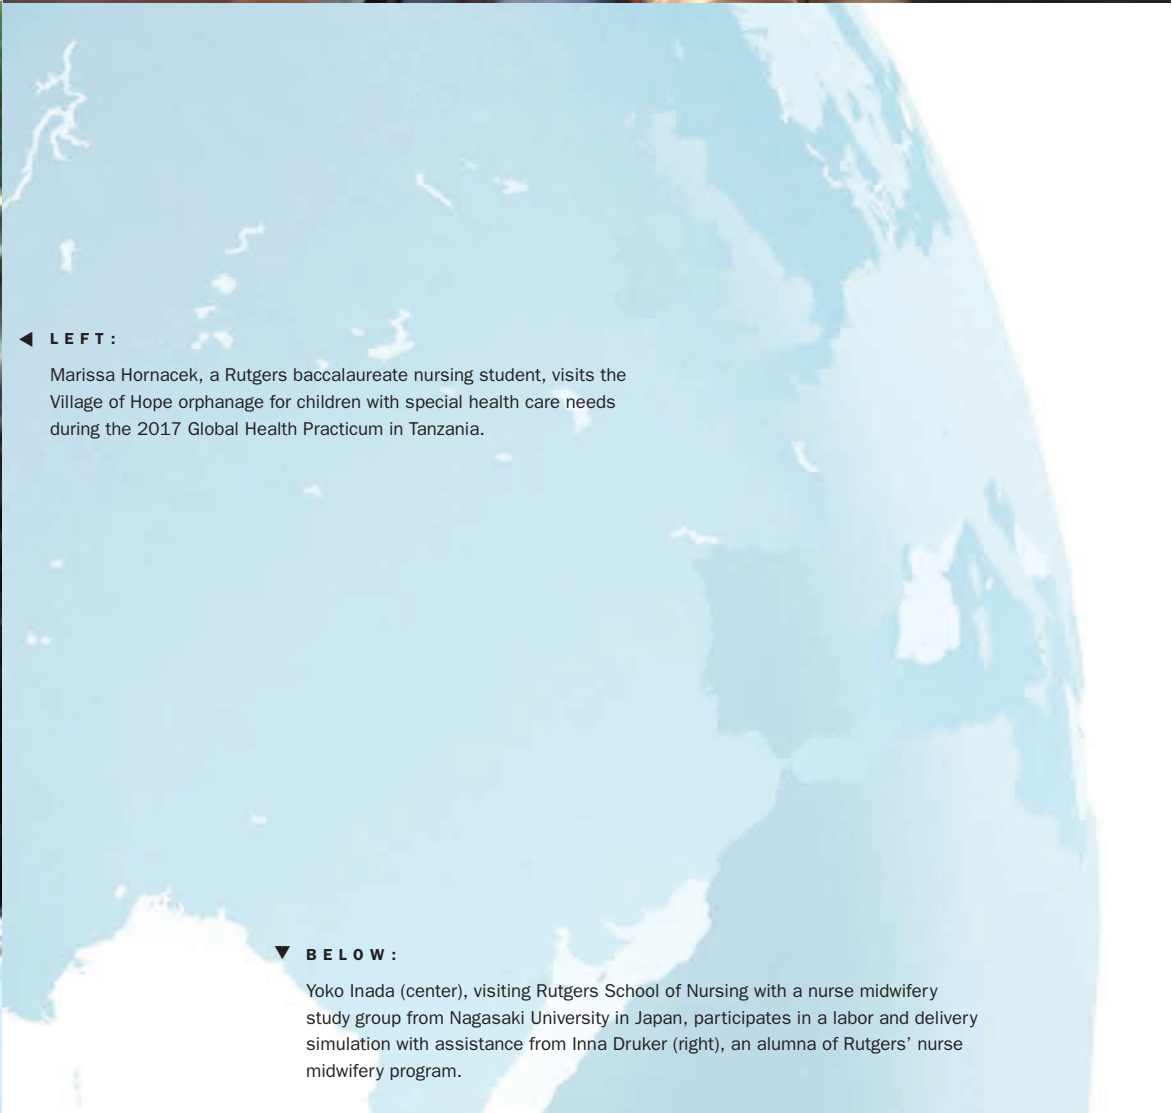 LEFT:
Marissa Hornacek, a Rutgers baccalaureate nursing student, visits the
Village of Hope orphanage for children with special health care needs
during the 2017 Global Health Practicum in Tanzania.
BELOW:
Yoko Inada (center), visiting Rutgers School of Nursing with a nurse midwifery
study group from Nagasaki University in Japan, participates in a labor and delivery
simulation with assistance from Inna Druker (right), an alumna of Rutgers’ nurse
midwifery program.